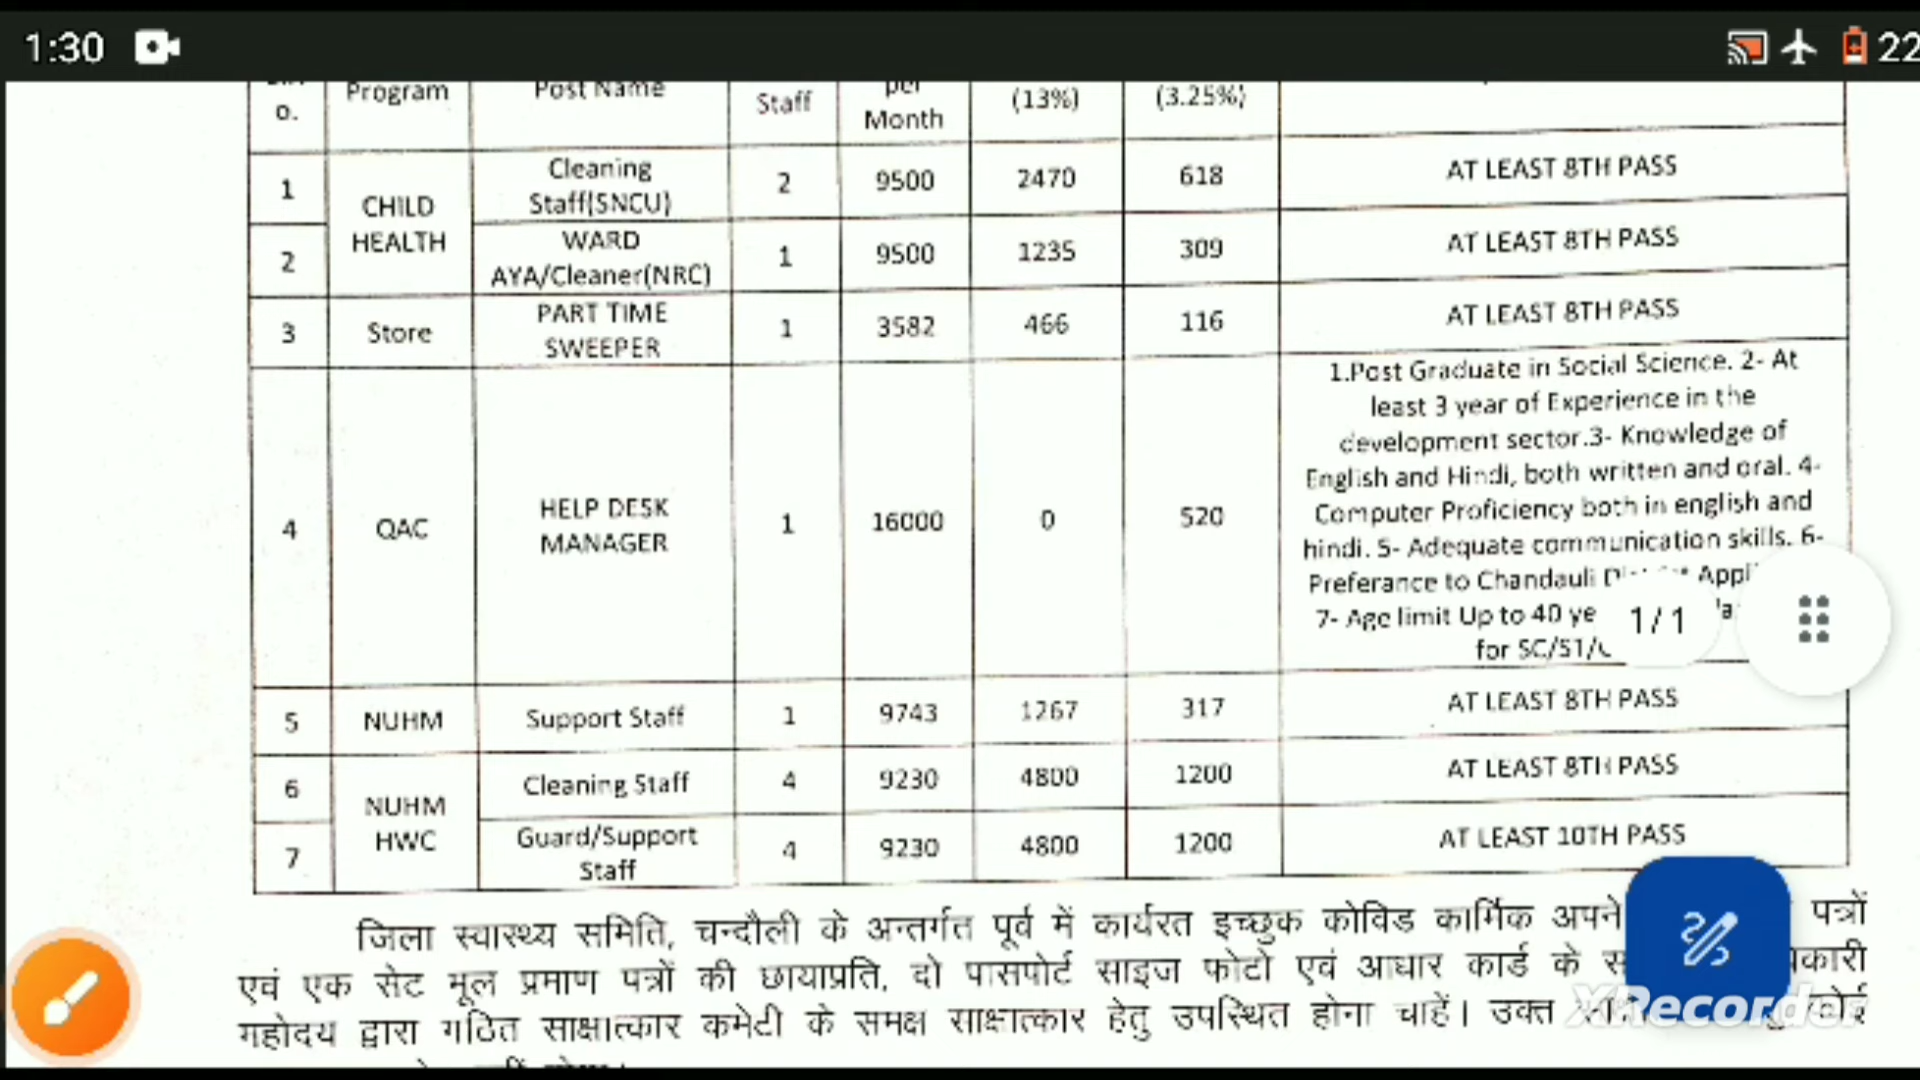 1:30
22
o.
Program
Post Name
Staff
per
Month
(13%)
(3.25%)
1
CHILD
HEALTH
Cleaning
Staff(SNCU)
2
9500
2470
618
AT LEAST 8TH PASS
2
WARD
AYA/Cleaner(NRC)
1
9500
1235
309
AT LEAST 8TH PASS
3
Store
PART TIME
SWEEPER
1
3582
466
116
AT LEAST 8TH PASS
4
QAC
HELP DESK
MANAGER
1
16000
0
520
1.Post Graduate in Social Science. 2- At
least 3 year of Experience in the
development sector.3- Knowledge of
English and Hindi, both written and oral. 4-
Computer Proficiency both in english and
hindi. 5- Adequate communication skills. 6-
Preferance to Chandauli
7- Age limit Up to 40
for SC/ST/
1/1
5
NUHM
Support Staff
1
9743
1267
317
AT LEAST 8TH PASS
6
NUHM
HWC
Cleaning Staff
4
9230
4800
1200
AT LEAST 8TH PASS
7
Guard/Support
Staff
4
9230
4800
1200
AT LEAST 10TH PASS
जिला स्वास्थ्य समिति, चन्दौली के अन्तर्गत पूर्व में कार्यरत इच्छुक कोविड कार्मिक अपने पत्रों
एवं एक सेट मूल प्रमाण पत्रों की छायाप्रति, दो पासपोर्ट साइज फोटो एवं आधार कार्ड के
महोदय द्वारा गठित साक्षात्कार कमेटी के समक्ष साक्षात्कार हेतु उपस्थित होना चाहें। उक्त कोई
XRecorder